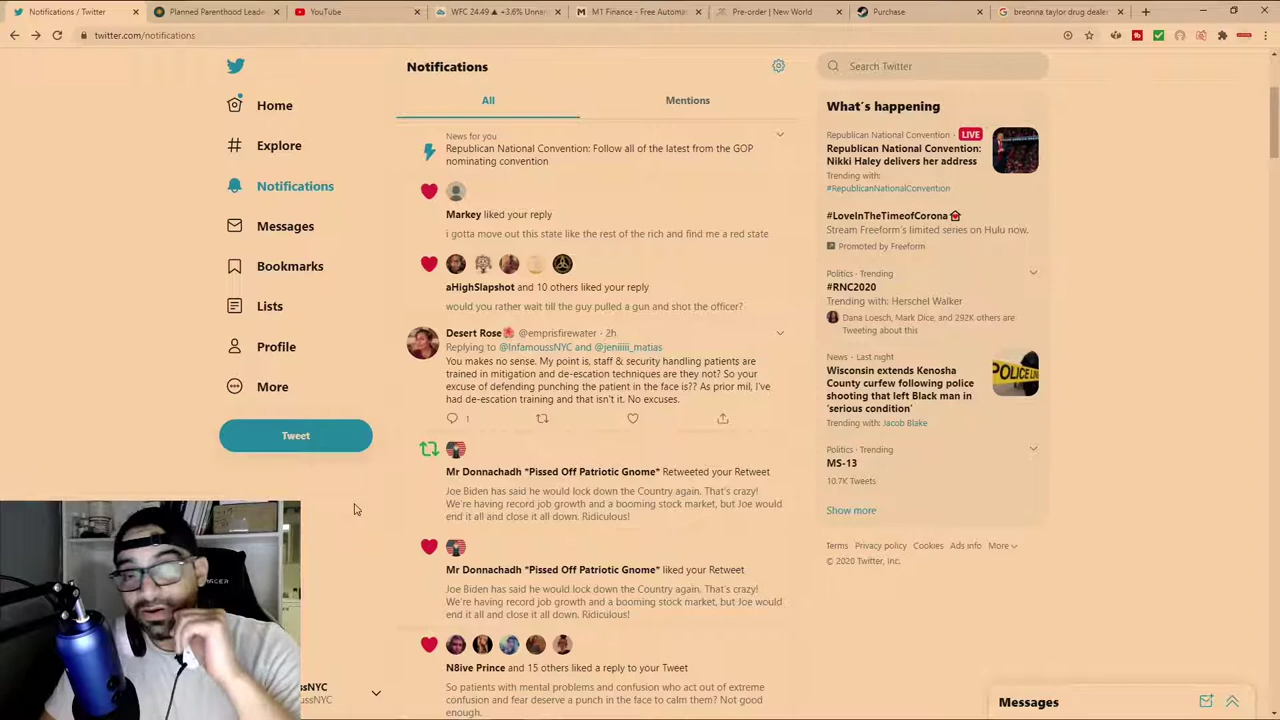 Notifications / Twitter
Planned Parenthood Leade
YouTube
WFC 24.49 ▲ +3.6% Unna
MT Finance - Free Automa
Pre-order | New World
Purchase
breonna taylor drug deale
twitter.com/notifications
Home
Explore
Notifications
Messages
Bookmarks
Lists
Profile
More
Tweet
ssNYC
ussNYC
Notifications
All
Mentions
News for you
Republican National Convention: Follow all of the latest from the GOP
nominating convention
Markey liked your reply
i gotta move out this state like the rest of the rich and find me a red state
aHighSlapshot and 10 others liked your reply
would you rather wait till the guy pulled a gun and shot the officer?
Desert Rose🌺 @emprisfirewater · 2h
Replying to @InfamoussNYC and @jeniiiii_matias
You makes no sense. My point is, staff & security handling patients are
trained in mitigation and de-escation techniques are they not? So your
excuse of defending punching the patient in the face is?? As prior mil, I've
had de-escation training and that isn't it. No excuses.
1
Mr Donnachadh *Pissed Off Patriotic Gnome* Retweeted your Retweet
Joe Biden has said he would lock down the Country again. That's crazy!
We're having record job growth and a booming stock market, but Joe would
end it all and close it all down. Ridiculous!
Mr Donnachadh *Pissed Off Patriotic Gnome* liked your Retweet
Joe Biden has said he would lock down the Country again. That's crazy!
We're having record job growth and a booming stock market, but Joe would
end it all and close it all down. Ridiculous!
N8ive Prince and 15 others liked a reply to your Tweet
So patients with mental problems and confusion who act out of extreme
confusion and fear deserve a punch in the face to calm them? Not good
enough.
Search Twitter
What's happening
Republican National Convention · LIVE
Republican National Convention:
Nikki Haley delivers her address
Trending with:
#RepublicanNationalConvention
#LoveInTheTimeofCorona
Stream Freeform's limited series on Hulu now.
Promoted by Freeform
Politics · Trending
#RNC2020
Trending with: Herschel Walker
Dana Loesch, Mark Dice, and 292K others are
Tweeting about this
News · Last night
Wisconsin extends Kenosha
County curfew following police
shooting that left Black man in
'serious condition'
Trending with: Jacob Blake
POLICE
Politics · Trending
MS-13
10.7K Tweets
Show more
Terms Privacy policy Cookies Ads info More
© 2020 Twitter, Inc.
Messages